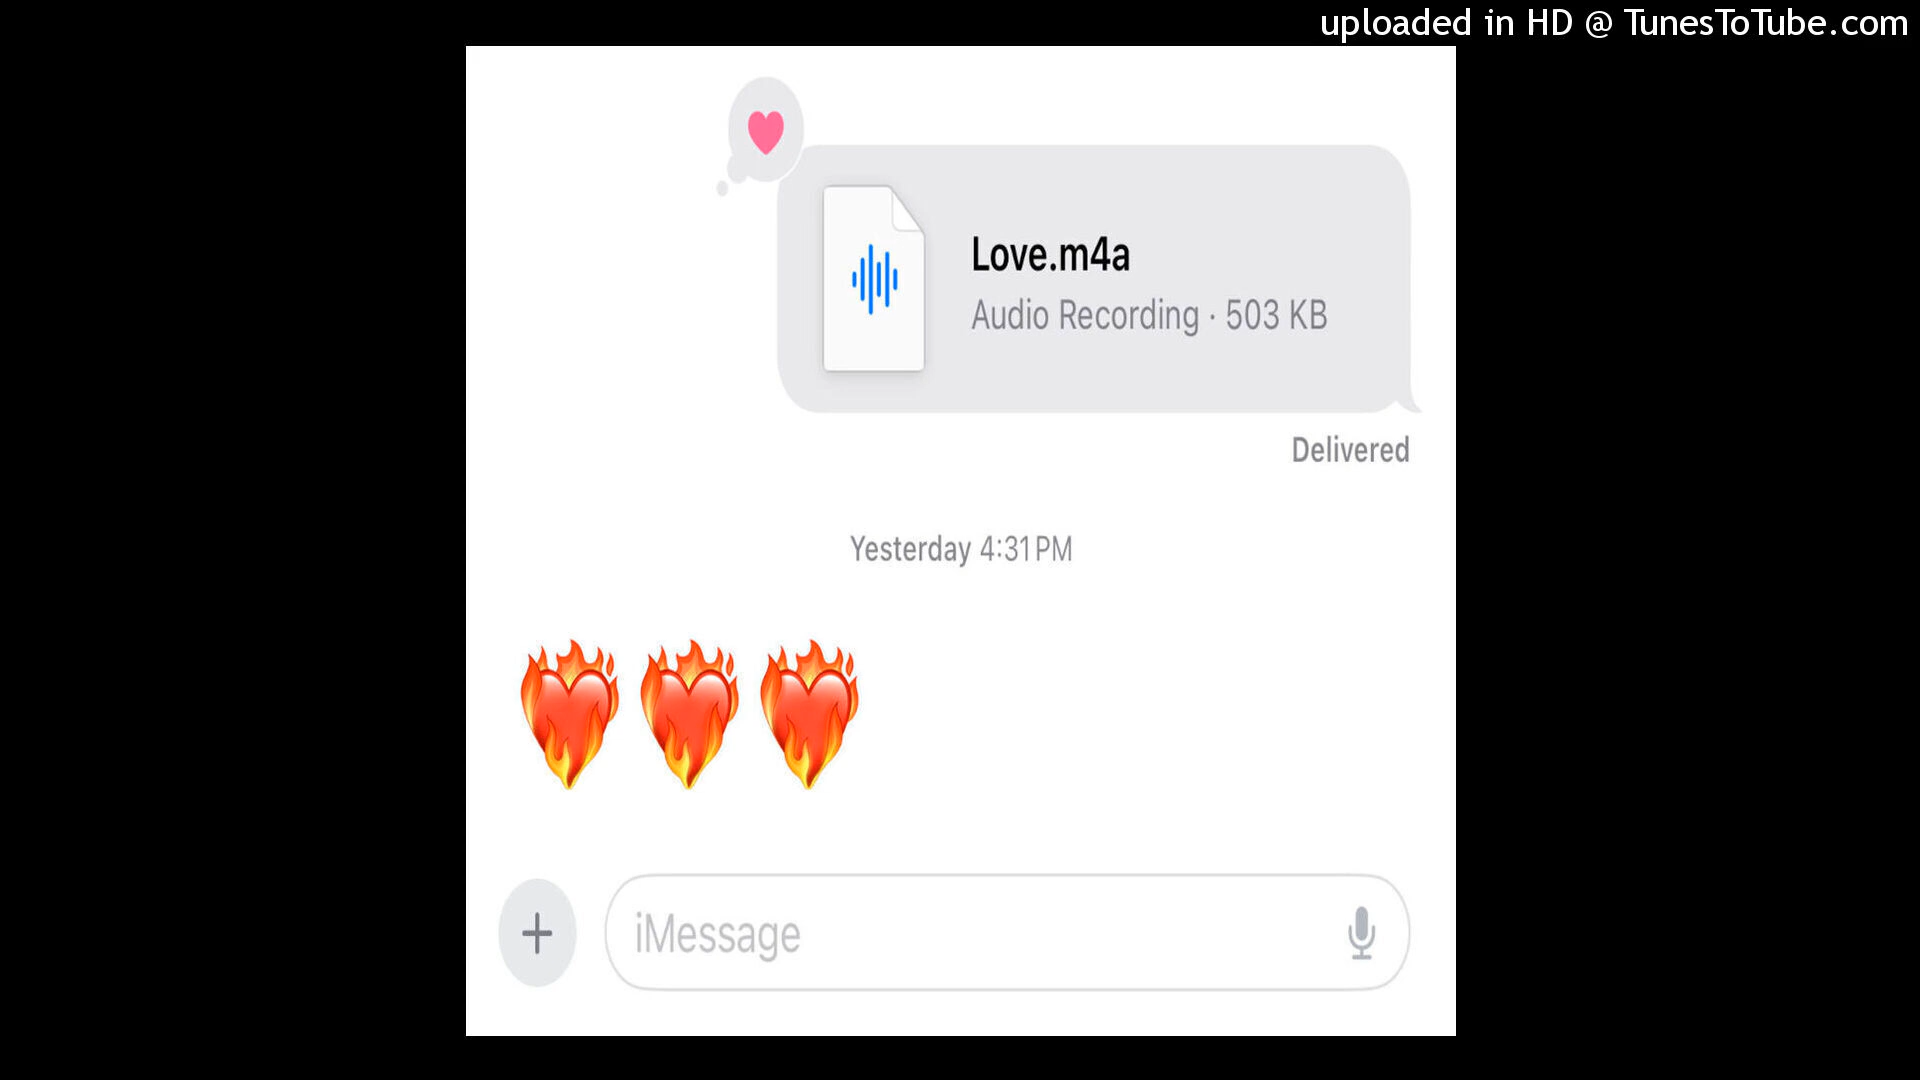 uploaded in HD @ TunesToTube.com
Love.m4a
Audio Recording · 503 KB
Delivered
Yesterday 4:31 PM
iMessage